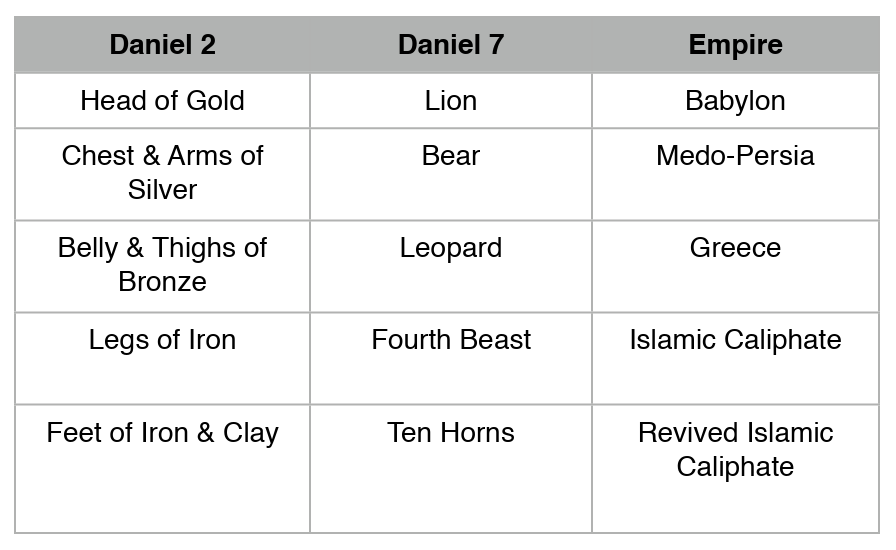 Daniel 2 Daniel 7 Empire
Head of Gold Lion Babylon
Chest & Arms of Bear Medo-Persia
Silver
Belly & Thighs of Leopard Greece
Bronze
Legs of Iron Fourth Beast Islamic Caliphate
Feet of Iron & Clay Ten Horns Revived Islamic
Caliphate